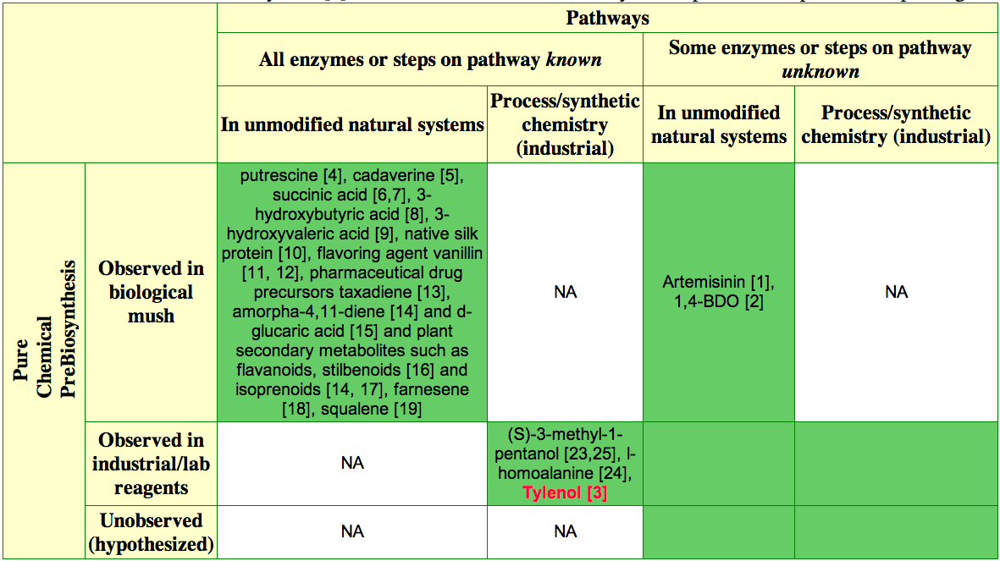 Pathways
All enzymes or steps on pathway known
Some enzymes or steps on pathway
unknown
In unmodified natural systems
Process/synthetic
chemistry
(industrial)
In unmodified
natural systems
Process/synthetic
chemistry (industrial)
Pure
Chemical
PreBiosynthesis
Observed in
biological
mush
putrescine [4], cadaverine [5],
succinic acid [6,7], 3-
hydroxybutyric acid [8], 3-
hydroxyvaleric acid [9], native silk
protein [10], flavoring agent vanillin
[11, 12], pharmaceutical drug
precursors taxadiene [13],
amorpha-4,11-diene [14] and d-
glucaric acid [15] and plant
secondary metabolites such as
flavanoids, stilbenoids [16] and
isoprenoids [14, 17], farnesene
[18], squalene [19]
NA
Artemisinin [1],
1,4-BDO [2]
NA
Observed in
industrial/lab
reagents
NA
(S)-3-methyl-1-
pentanol [23,25], l-
homoalanine [24],
Tylenol [3]
Unobserved
(hypothesized)
NA
NA